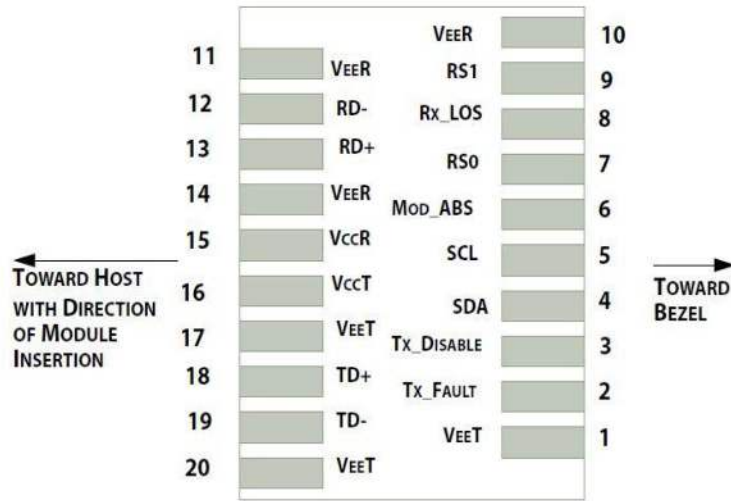 VEER 10
11 VEER
RS1 9
12 RD-
Rx_LOS 8
13 RD+
RS0 7
14 VEER
MOD_ABS 6
15 VCCR
SCL 5
16 VCCT
SDA 4
17 VEET
TX_DISABLE 3
18 TD+
TX_FAULT 2
19 TD-
VEET 1
20 VEET
TOWARD HOST
WITH DIRECTION
OF MODULE
INSERTION
TOWARD
BEZEL